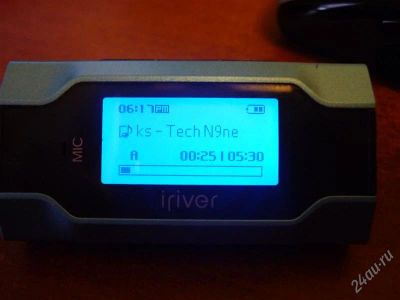 06:17PM
ks - Tech N9ne
A 00:25 | 05:30
MIC
iriver
24au.ru